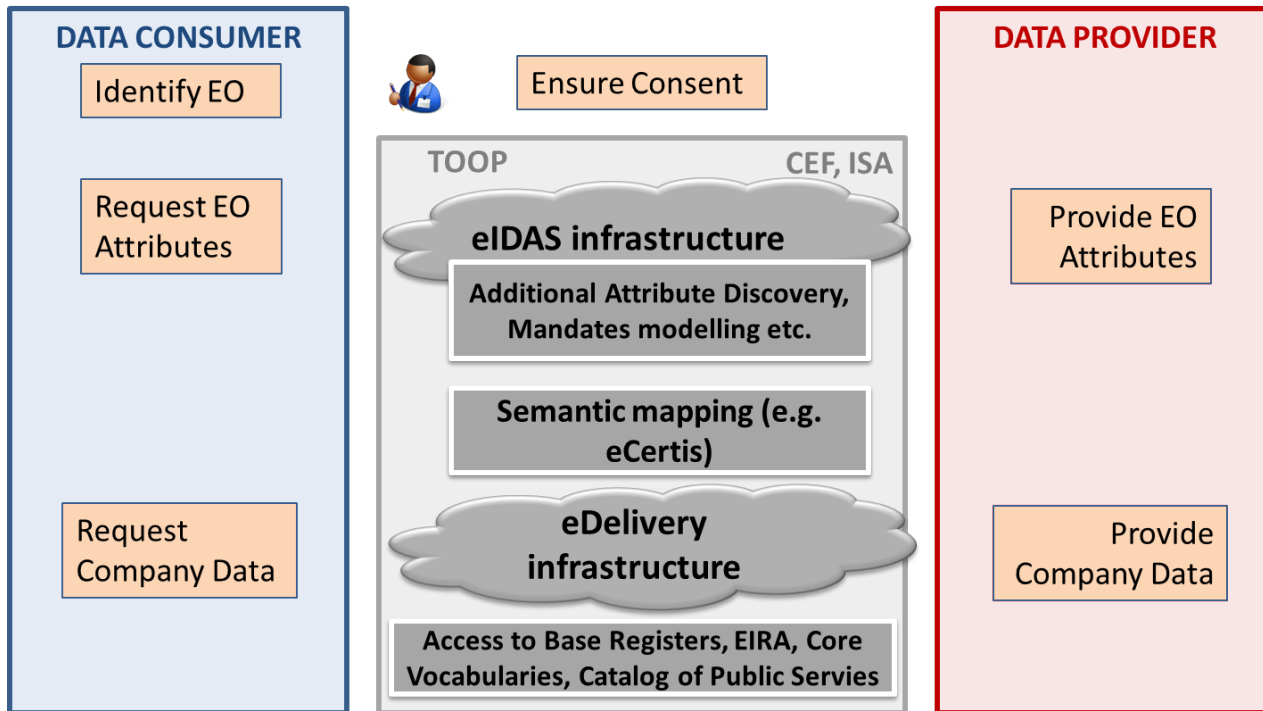 DATA CONSUMER
Identify EO
Request EO
Attributes
Request
Company Data
Ensure Consent
TOOP
CEF, ISA
eIDAS infrastructure
Additional Attribute Discovery,
Mandates modelling etc.
Semantic mapping (e.g.
eCertis)
eDelivery
infrastructure
Access to Base Registers, EIRA, Core
Vocabularies, Catalog of Public Servies
DATA PROVIDER
Provide EO
Attributes
Provide
Company Data